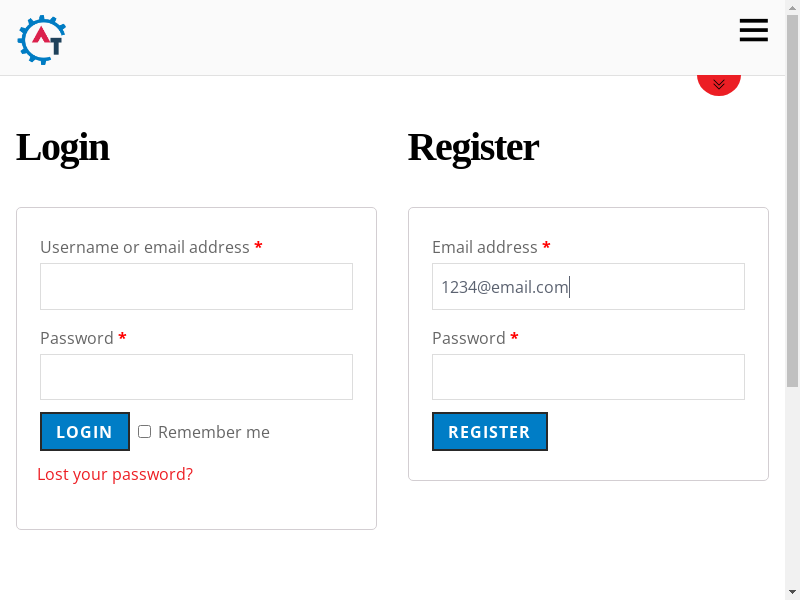 AT
Login
Username or email address *
Password *
LOGIN
Remember me
Lost your password?
Register
Email address *
1234@email.com
Password *
REGISTER